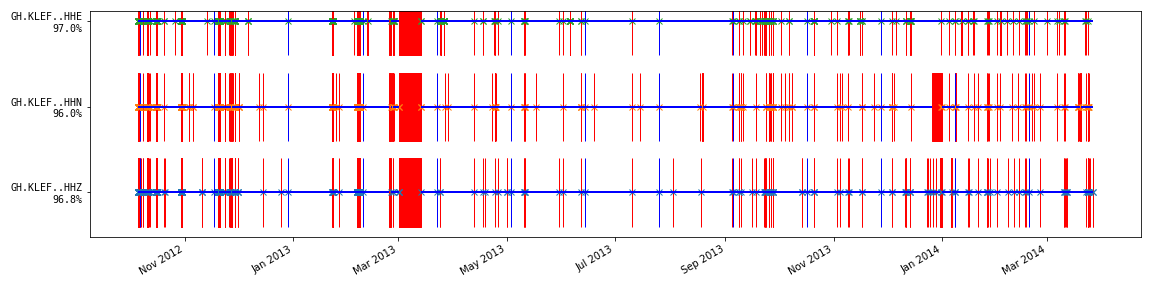 GH.KLEF..HHE
97.0%
GH.KLEF..HHN
96.0%
GH.KLEF..HHZ
96.8%
Nov 2012
Jan 2013
Mar 2013
May 2013
Jul 2013
Sep 2013
Nov 2013
Jan 2014
Mar 2014